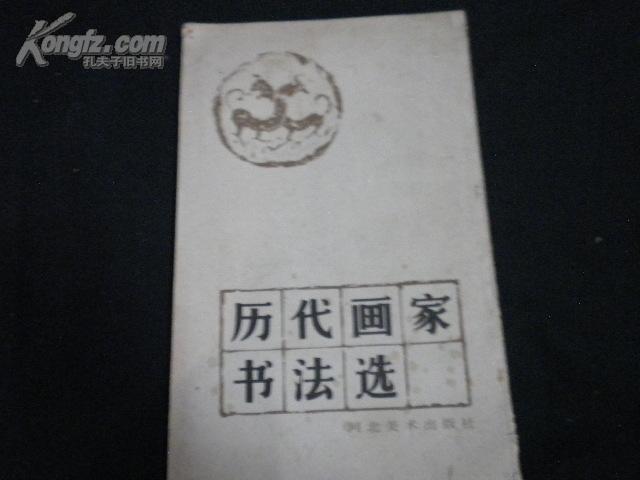 Kongfz.com
孔夫子旧书网
历代画家
书法选
河北美术出版社